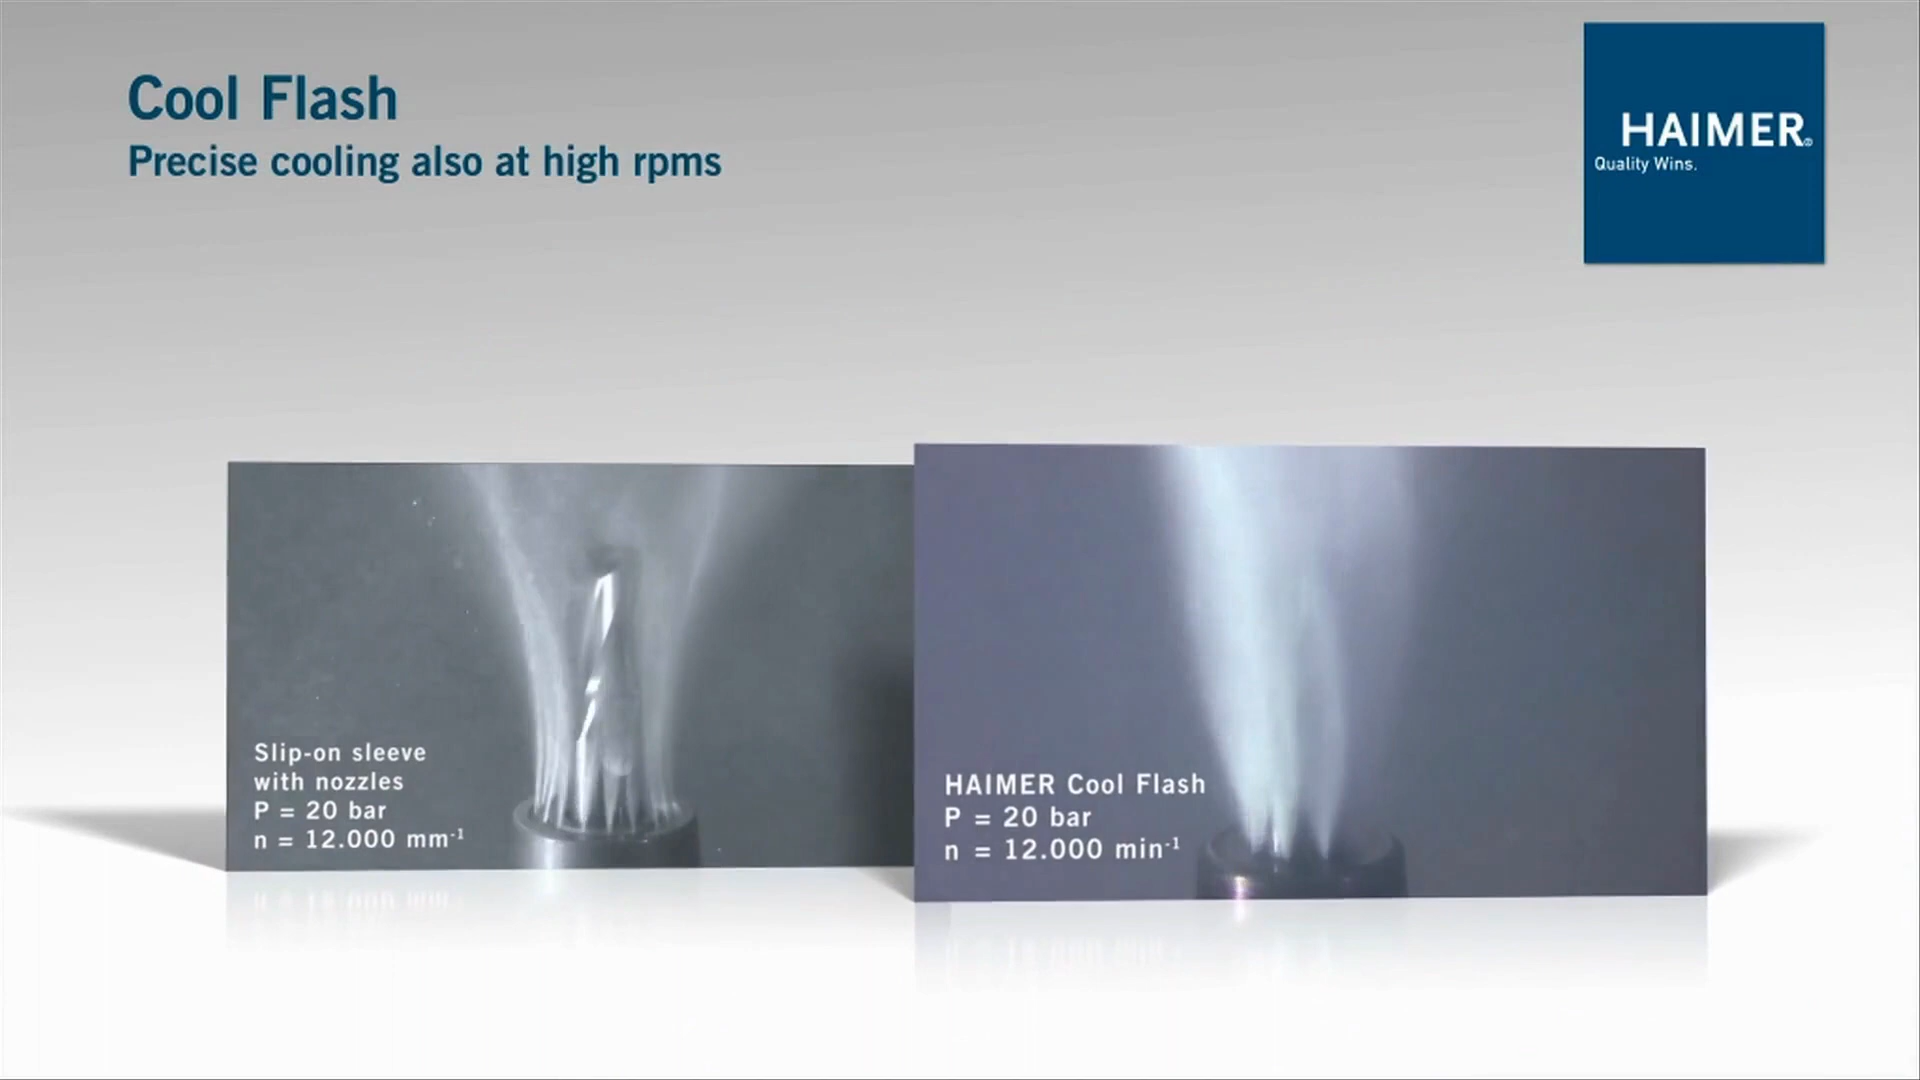 Cool Flash
Precise cooling also at high rpms
HAIMER®
Quality Wins.
Slip-on sleeve
with nozzles
P = 20 bar
n = 12.000 mm⁻¹
HAIMER Cool Flash
P = 20 bar
n = 12.000 min⁻¹